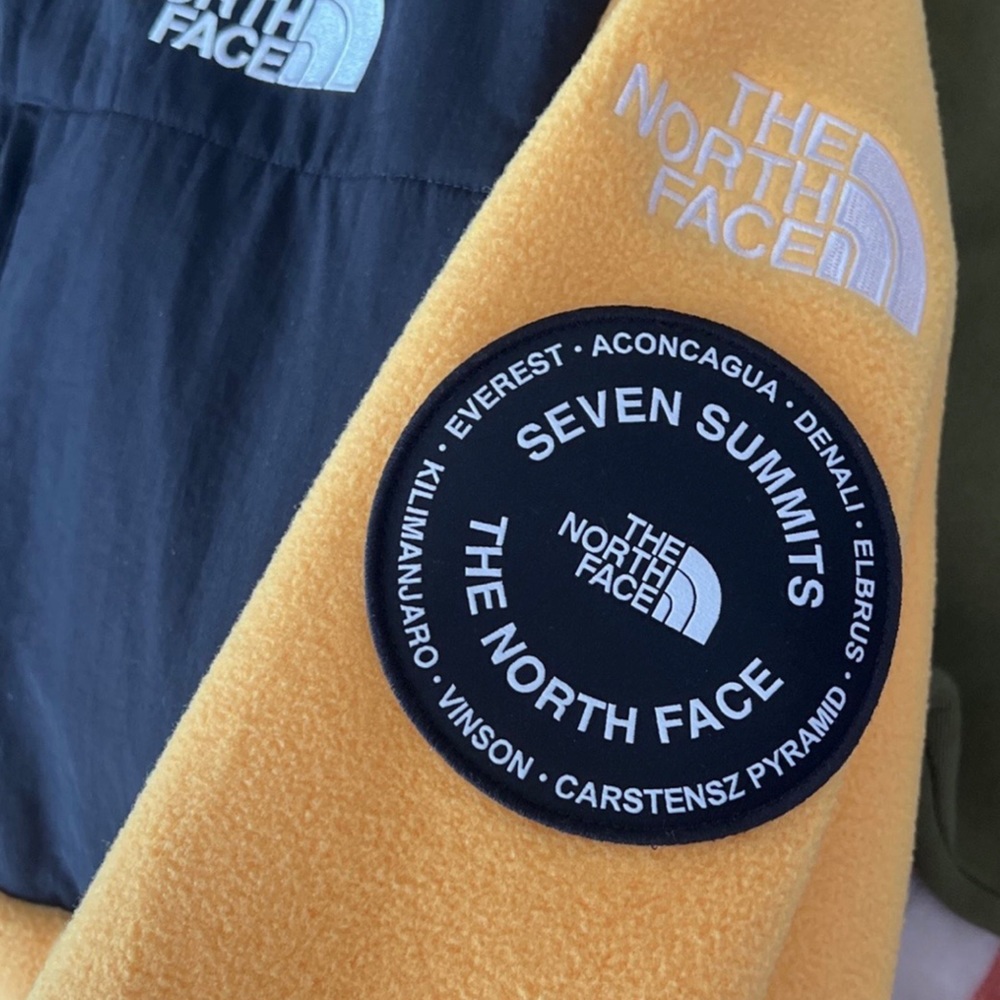 NORTH
FACE
THE
NORTH
FACE
EVEREST · ACONCAGUA · DENALI · ELBRUS · CARSTENSZ PYRAMID · VINSON · KILIMANJARO ·
SEVEN SUMMITS
THE
NORTH
FACE
THE NORTH FACE